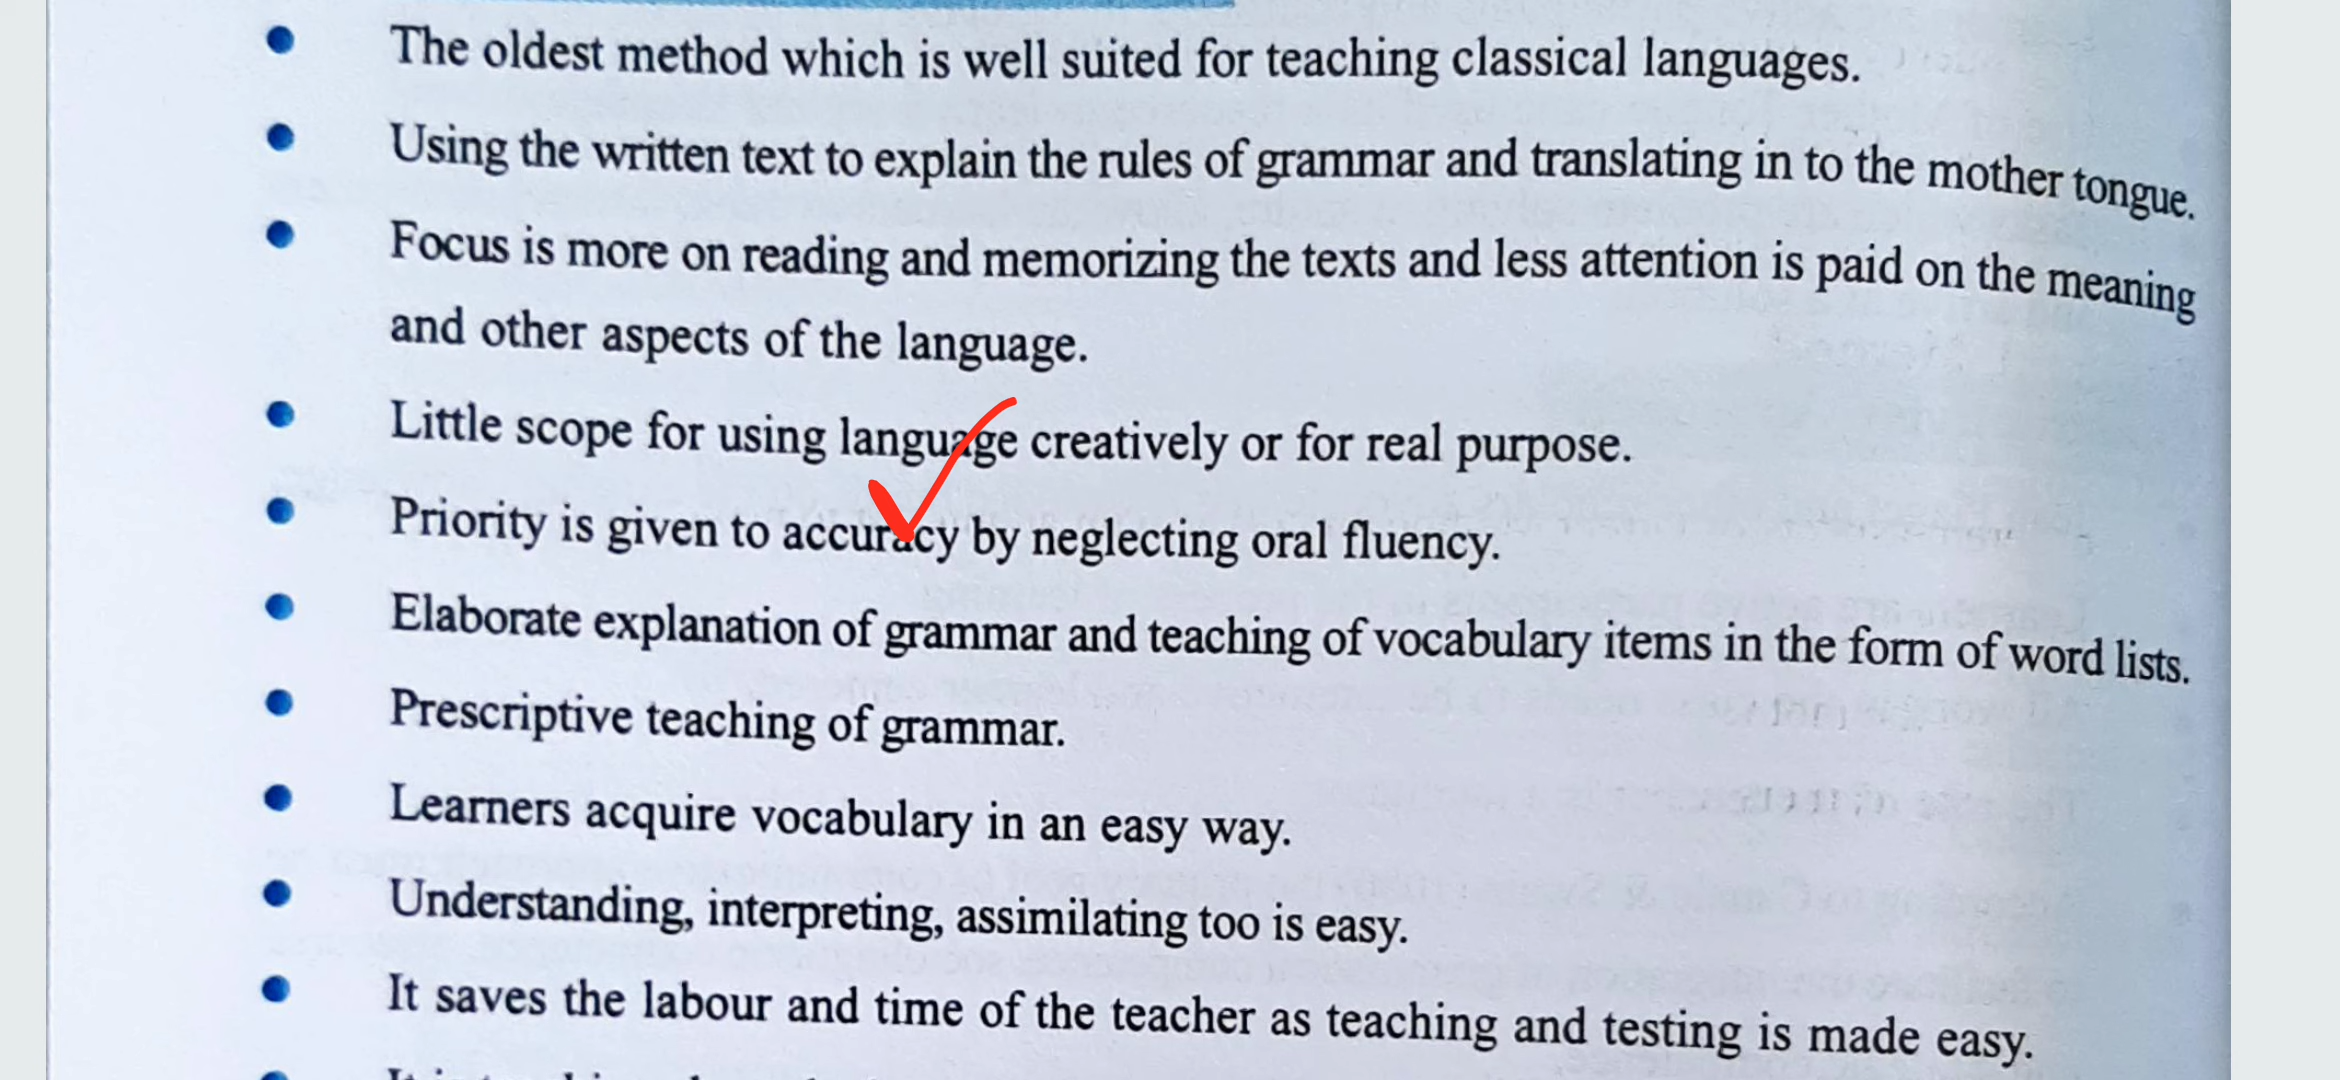 The oldest method which is well suited for teaching classical languages.
Using the written text to explain the rules of grammar and translating in to the mother tongue.
Focus is more on reading and memorizing the texts and less attention is paid on the meaning
and other aspects of the language.
Little scope for using language creatively or for real purpose.
Priority is given to accuracy by neglecting oral fluency.
Elaborate explanation of grammar and teaching of vocabulary items in the form of word lists.
Prescriptive teaching of grammar.
Learners acquire vocabulary in an easy way.
Understanding, interpreting, assimilating too is easy.
It saves the labour and time of the teacher as teaching and testing is made easy.